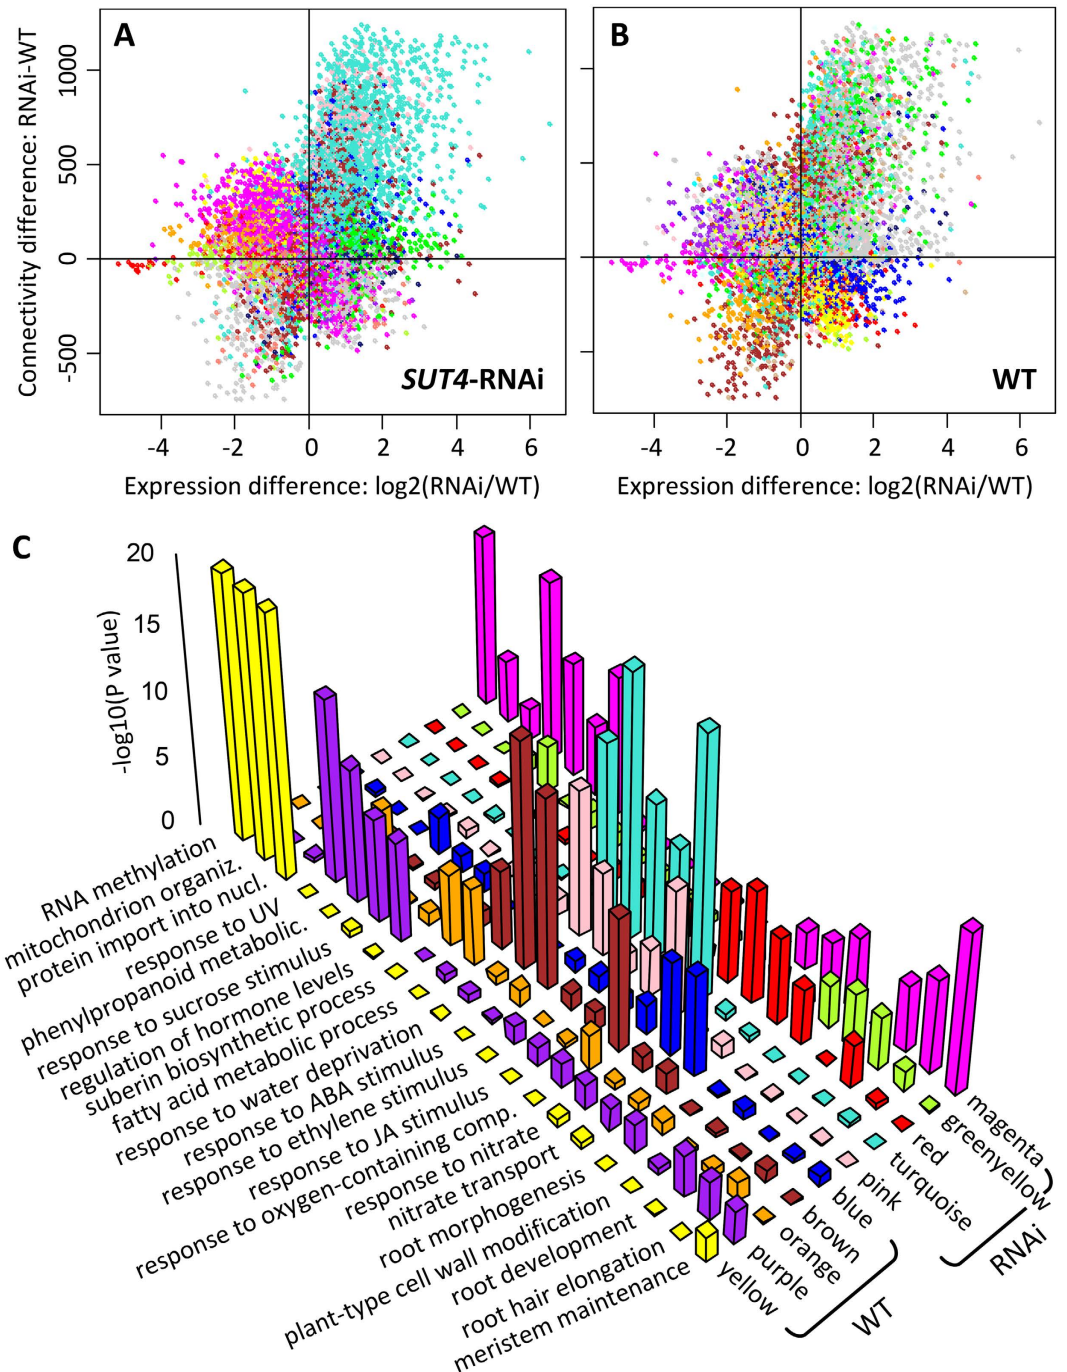 A
B
Connectivity difference: RNAi-WT
1000
500
0
-500
SUT4-RNAi
WT
-4 -2 0 2 4 6
-4 -2 0 2 4 6
Expression difference: log2(RNAi/WT)
Expression difference: log2(RNAi/WT)
C
-log10(P value)
20
15
10
5
0
RNA methylation
mitochondrion organiz.
protein import into nucl.
response to UV
phenylpropanoid metabolic.
response to sucrose stimulus
regulation of hormone levels
suberin biosynthetic process
fatty acid metabolic process
response to water deprivation
response to ABA stimulus
response to ethylene stimulus
response to JA stimulus
response to oxygen-containing comp.
response to nitrate
nitrate transport
root morphogenesis
plant-type cell wall modification
root development
root hair elongation
meristem maintenance
yellow
purple
orange
brown
blue
pink
turquoise
red
greenyellow
magenta
WT
RNAi